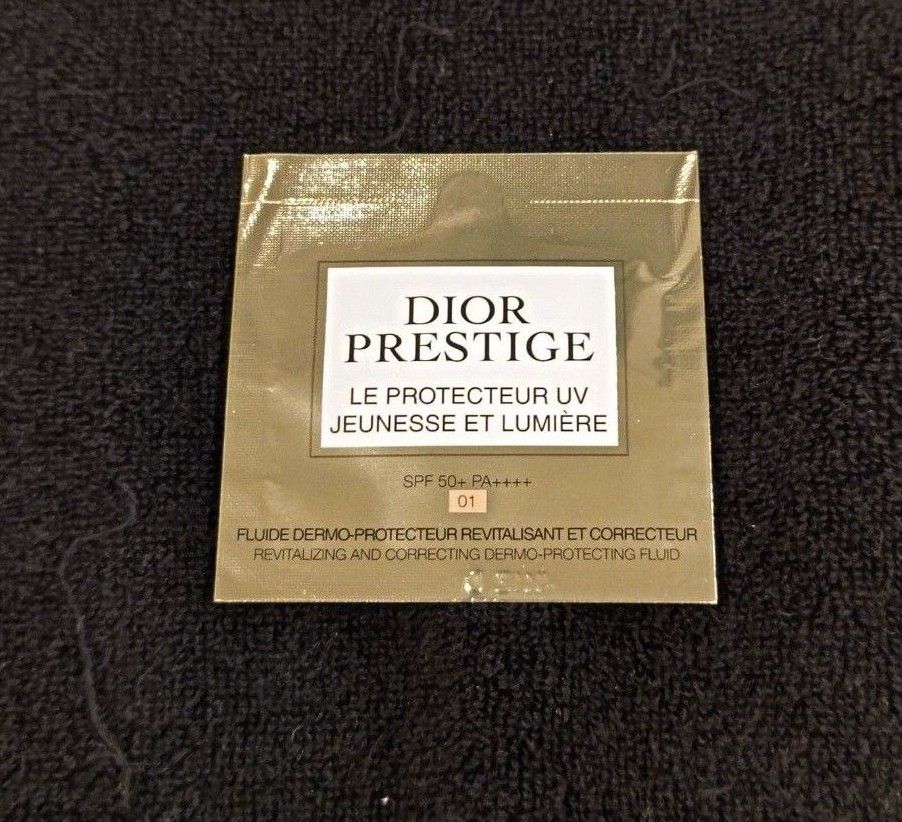 DIOR
PRESTIGE
LE PROTECTEUR UV
JEUNESSE ET LUMIÈRE
SPF 50+ PA++++
01
FLUIDE DERMO-PROTECTEUR REVITALISANT ET CORRECTEUR
REVITALIZING AND CORRECTING DERMO-PROTECTING FLUID